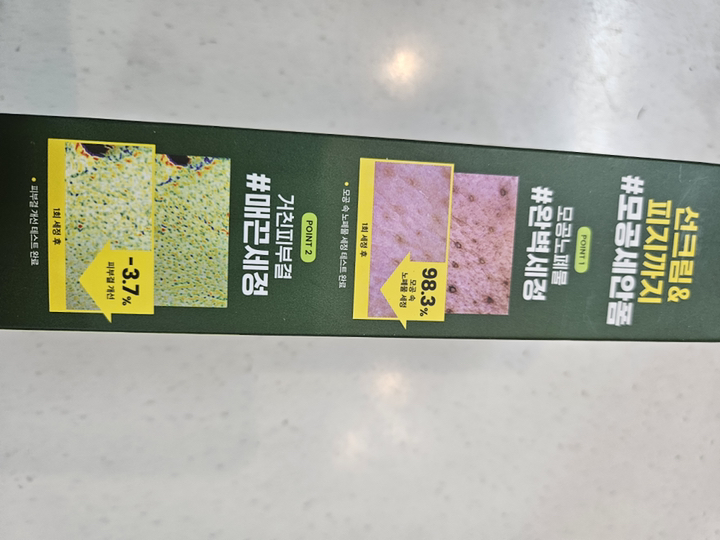 선크림 &
피지까지
#모공세안폼
POINT 1
모공노폐물
#완벽세정
98.3%
모공 속
노폐물 세정
1회 세정 후
• 모공 속 노폐물 세정 테스트 완료
POINT 2
거친피부결
#매끈세정
-3.7%
피부결 개선
1회 세정 후
• 피부결 개선 테스트 완료